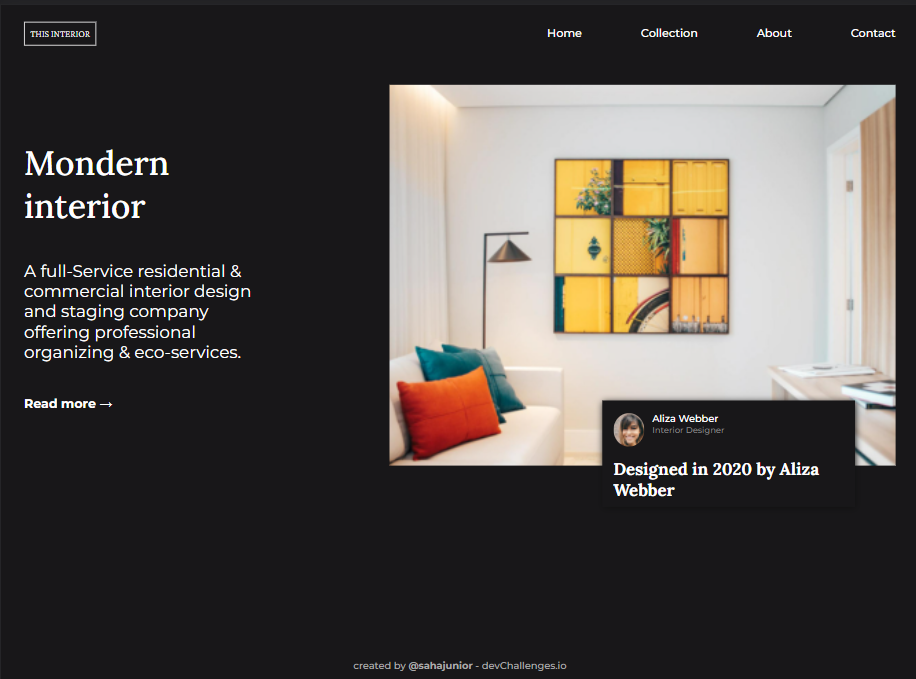 THIS INTERIOR
Home Collection About Contact
Mondern
interior
A full-Service residential &
commercial interior design
and staging company
offering professional
organizing & eco-services.
Read more →
Aliza Webber
Interior Designer
Designed in 2020 by Aliza
Webber
created by @sahajunior - devChallenges.io